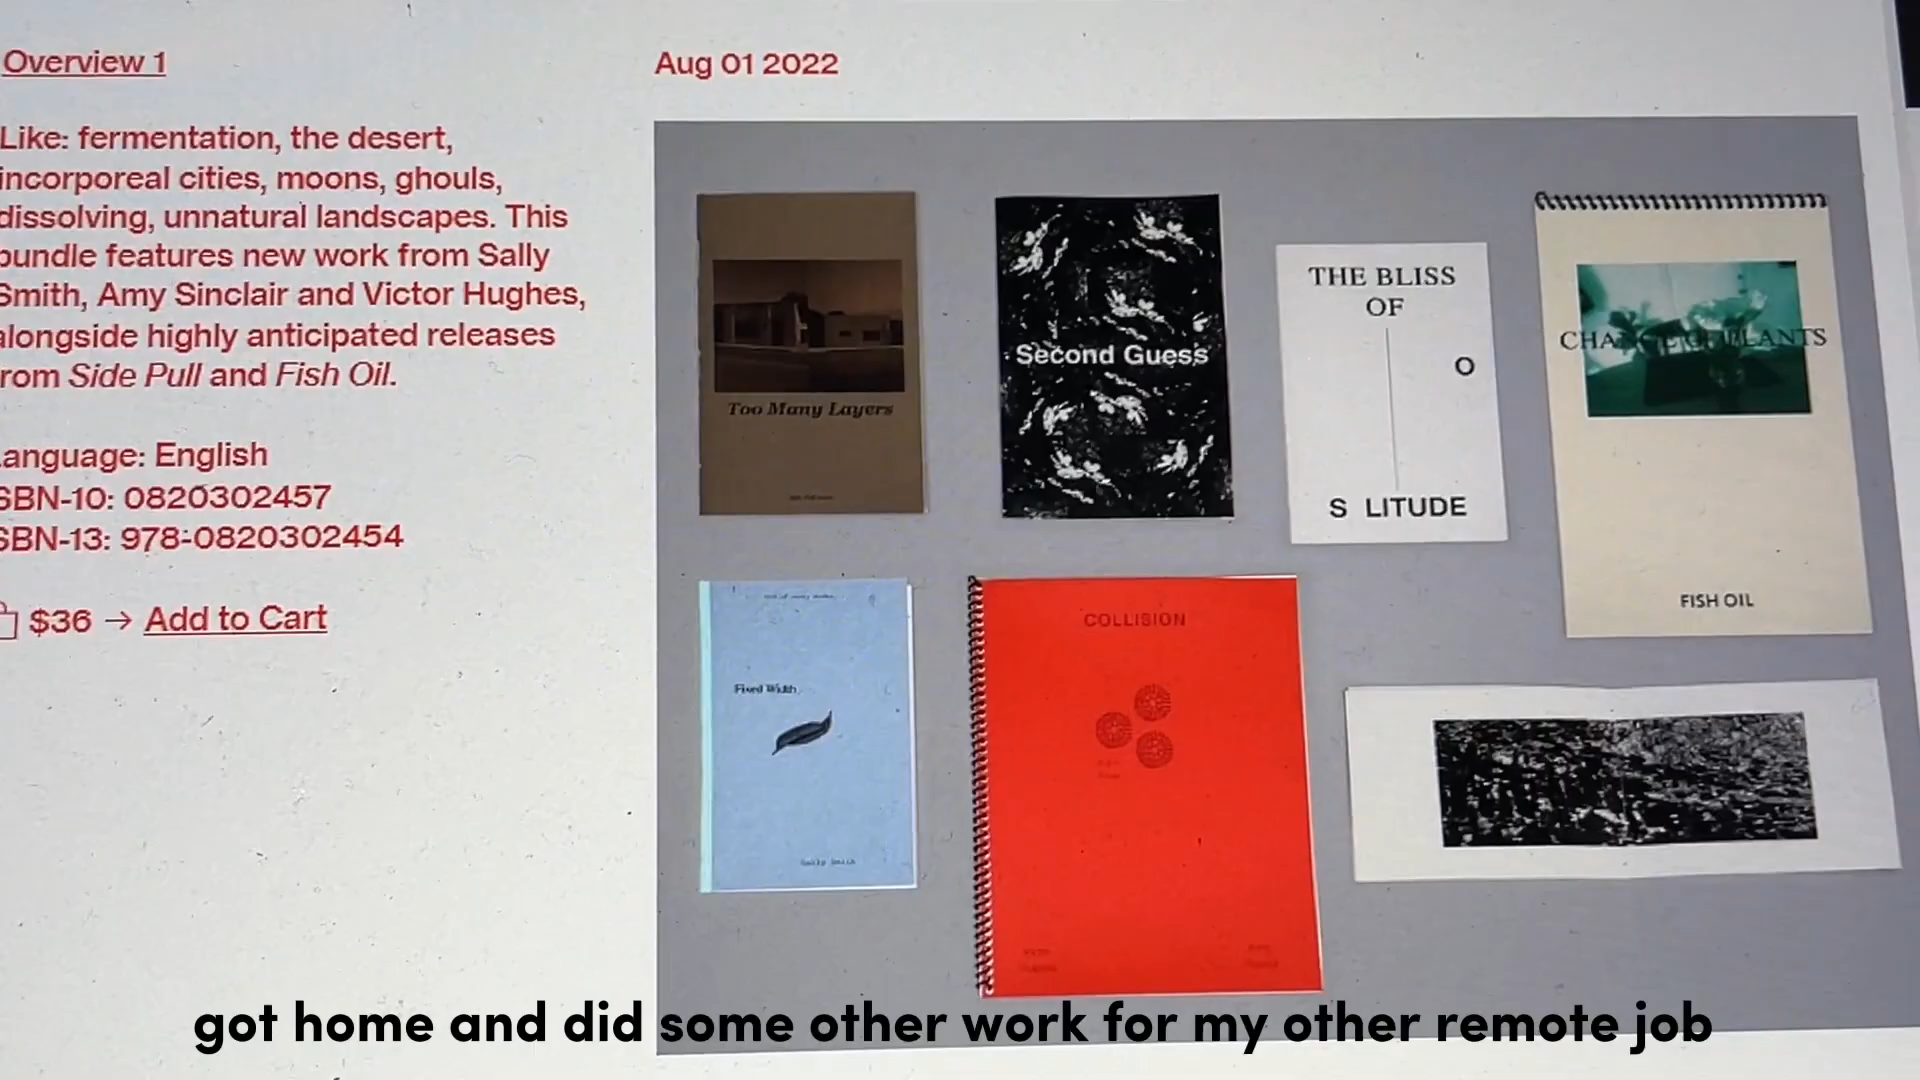 Overview 1
Aug 01 2022
Like: fermentation, the desert,
incorporeal cities, moons, ghouls,
dissolving, unnatural landscapes. This
bundle features new work from Sally
Smith, Amy Sinclair and Victor Hughes,
alongside highly anticipated releases
from Side Pull and Fish Oil.
Language: English
ISBN-10: 0820302457
ISBN-13: 978-0820302454
$36 → Add to Cart
Too Many Layers
Second Guess
THE BLISS
OF
O
S LITUDE
CHANGE OF PLANTS
FISH OIL
Fixed Width
Sally Smith
COLLISION
got home and did some other work for my other remote job